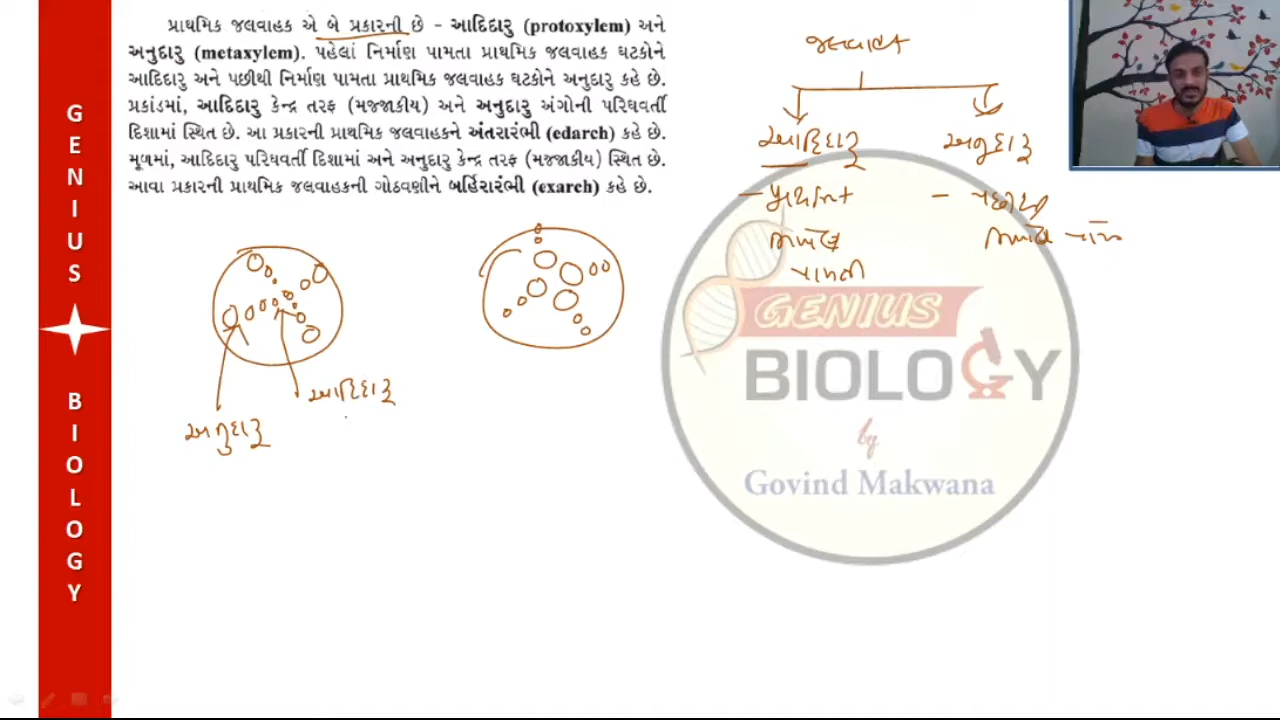 પ્રાથમિક જલવાહક એ બે પ્રકારની છે - આદિદારુ (protoxylem) અને
અનુદારુ (metaxylem). પહેલાં નિર્માણ પામતા પ્રાથમિક જલવાહક ઘટકોને
આદિદારુ અને પછીથી નિર્માણ પામતા પ્રાથમિક જલવાહક ઘટકોને અનુદારુ કહે છે.
પ્રકાંડમાં, આદિદારુ કેન્દ્ર તરફ (મજ્જાકીય) અને અનુદારુ અંગોની પરિઘવર્તી
દિશામાં સ્થિત છે. આ પ્રકારની પ્રાથમિક જલવાહકને અંતરારંભી (edarch) કહે છે.
મૂળમાં, આદિદારુ પરિઘવર્તી દિશામાં અને અનુદારુ કેન્દ્ર તરફ (મજ્જાકીય) સ્થિત છે.
આવા પ્રકારની પ્રાથમિક જલવાહકની ગોઠવણીને બર્હિરારંભી (exarch) કહે છે.
જલવાહક
આદિદારૂ
અનુદારૂ
આદિદારૂ
અનુદારૂ
GENIUS
BIOLOGY
by
Govind Makwana
GENIUS
BIOLOGY